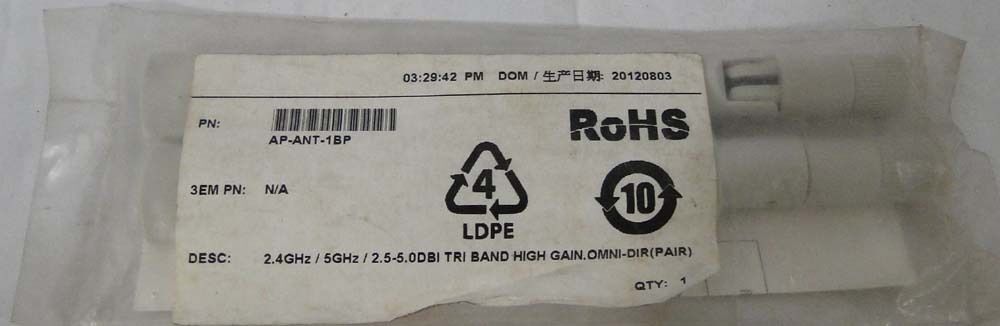 03:29:42 PM DOM / 生产日期: 20120803
PN:
AP-ANT-1BP
RoHS
3EM PN: N/A
4
LDPE
10
DESC: 2.4GHz / 5GHz / 2.5-5.0DBI TRI BAND HIGH GAIN.OMNI-DIR(PAIR)
QTY: 1